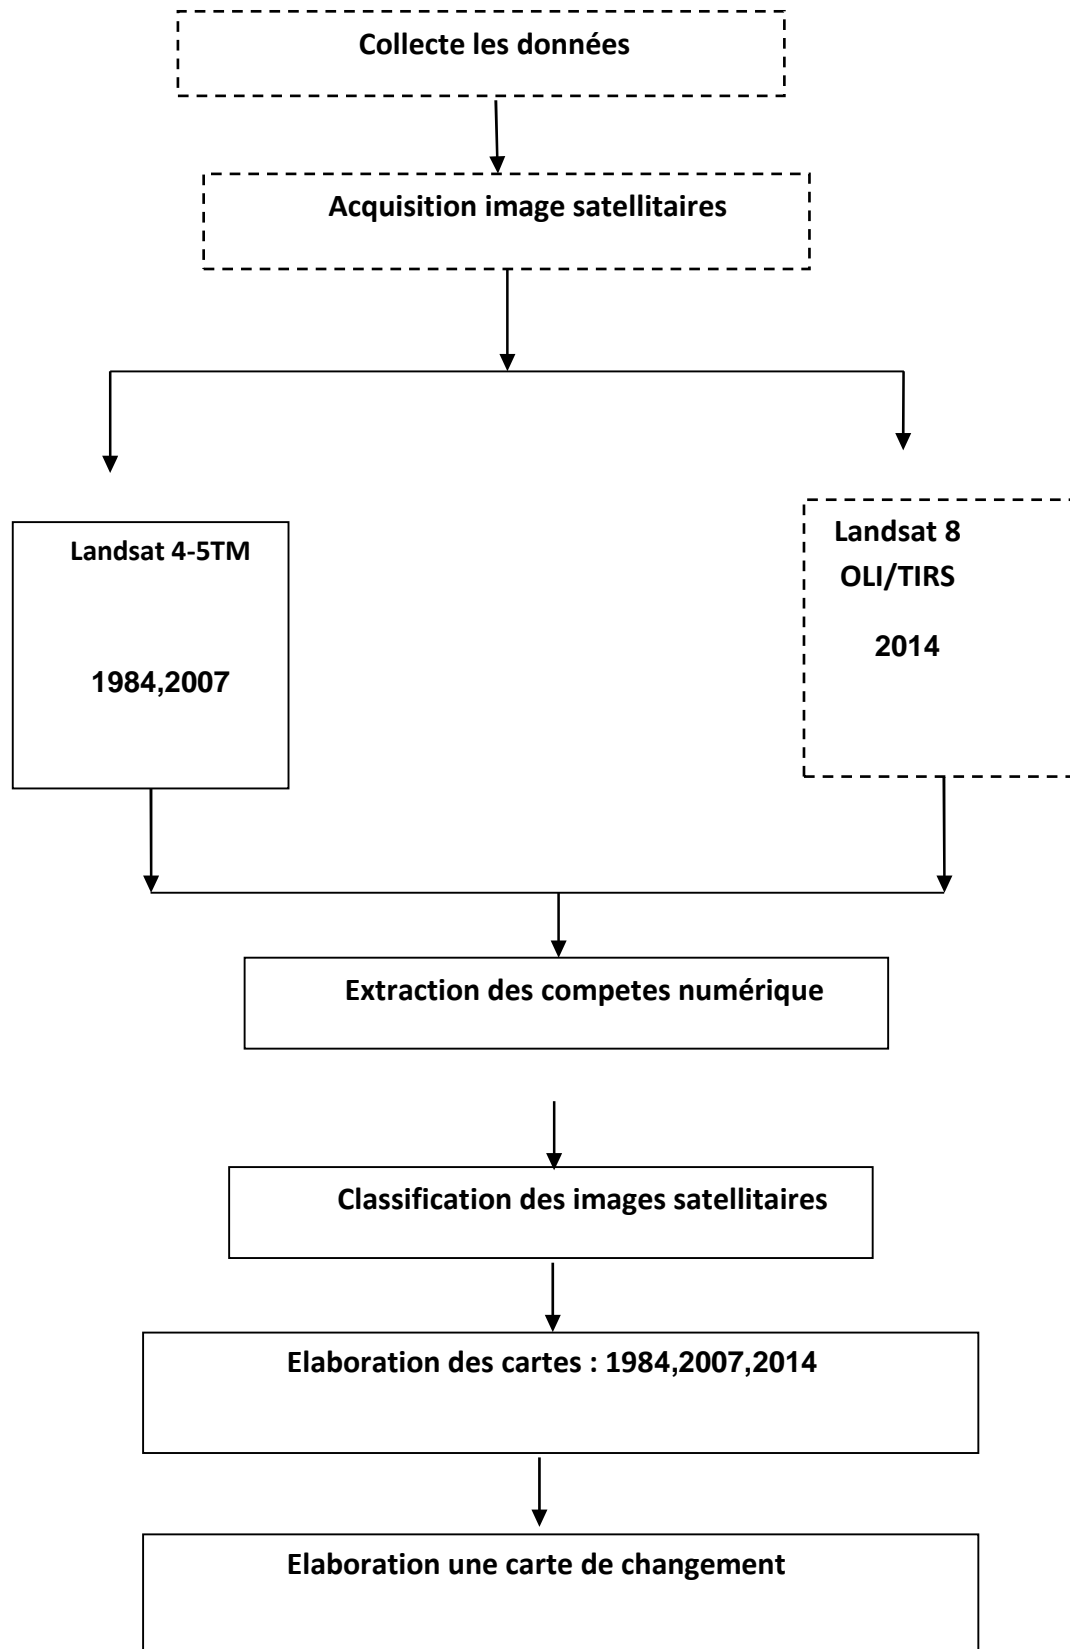 Collecte les données
Acquisition image satellitaires
Landsat 4-5TM
1984,2007
Landsat 8
OLI/TIRS
2014
Extraction des competes numérique
Classification des images satellitaires
Elaboration des cartes : 1984,2007,2014
Elaboration une carte de changement